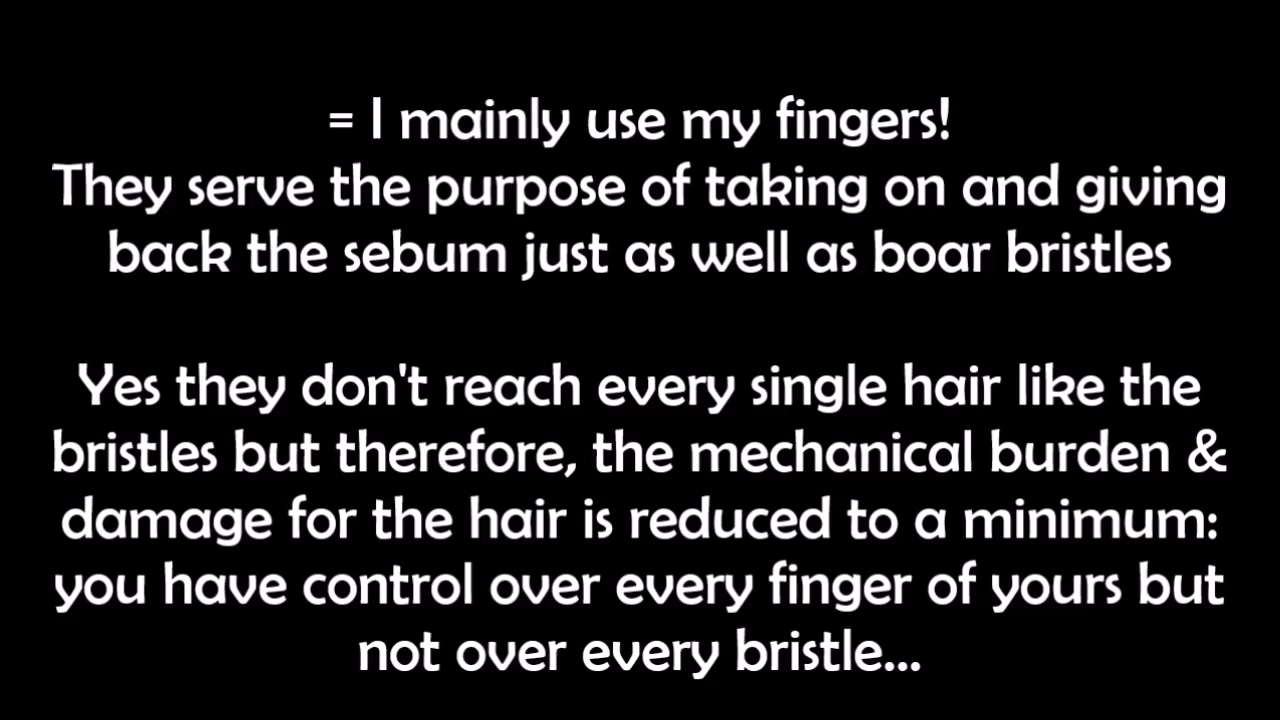 = I mainly use my fingers!
They serve the purpose of taking on and giving
back the sebum just as well as boar bristles
Yes they don't reach every single hair like the
bristles but therefore, the mechanical burden &
damage for the hair is reduced to a minimum:
you have control over every finger of yours but
not over every bristle...